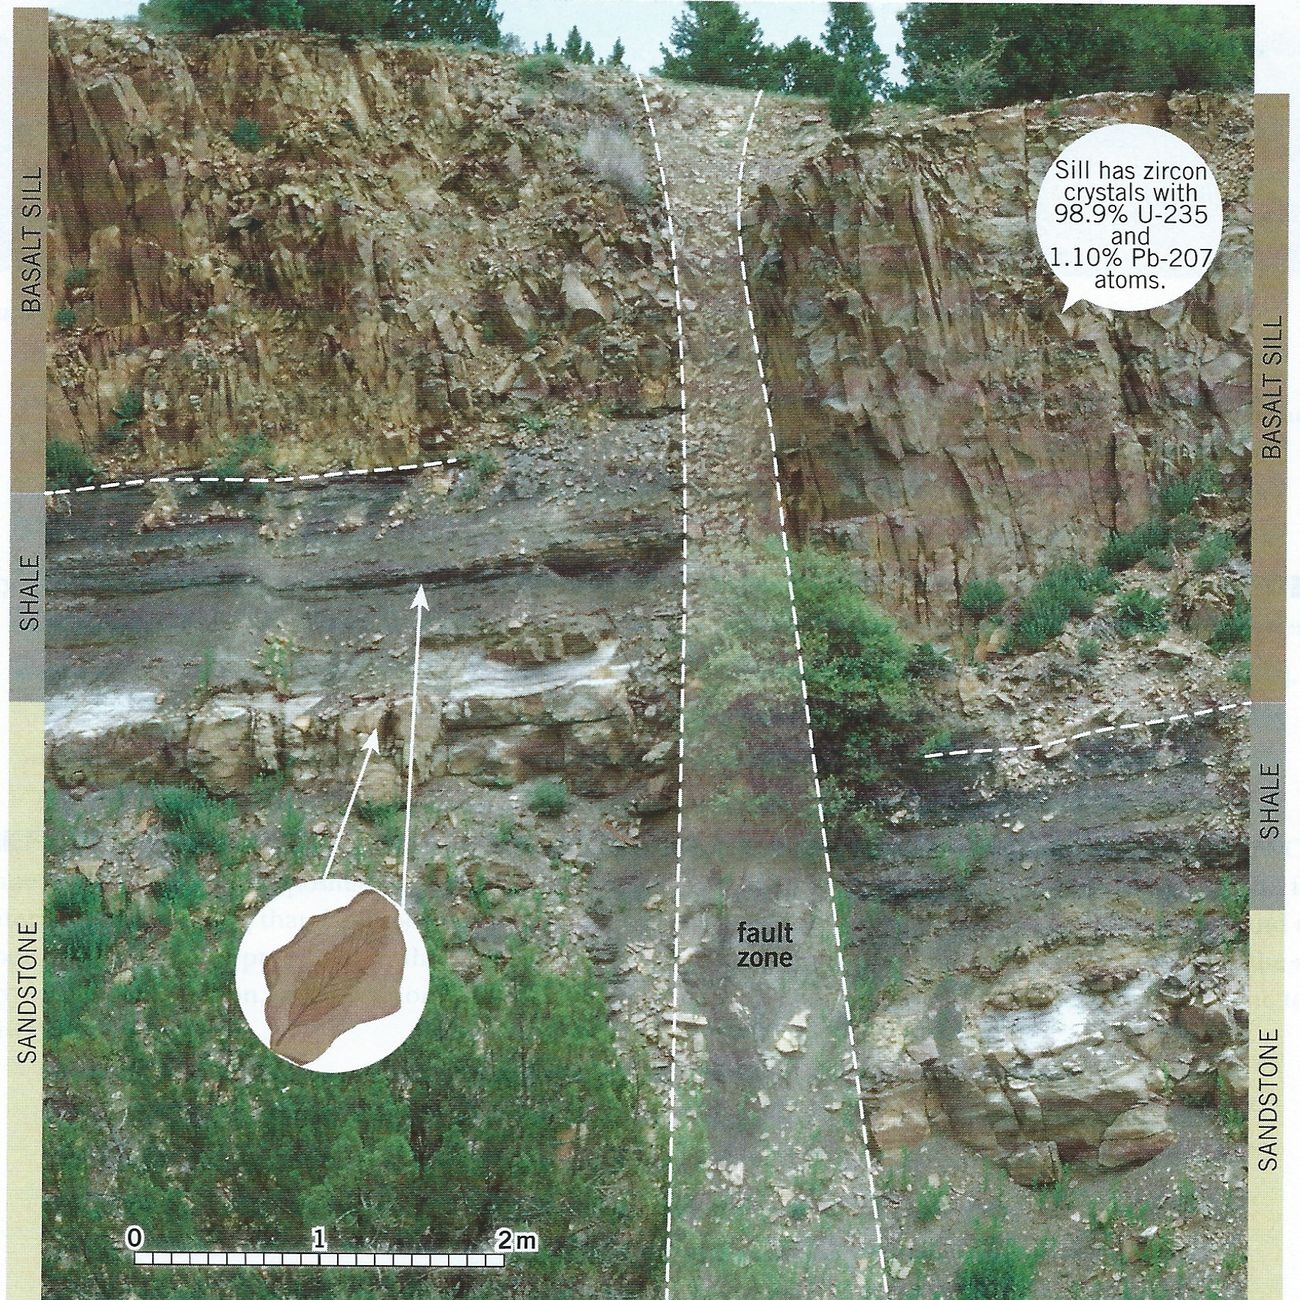 BASALT SILL
SHALE
SANDSTONE
Sill has zircon
crystals with
98.9% U-235
and
1.10% Pb-207
atoms.
fault
zone
0 1 2 m
BASALT SILL
SHALE
SANDSTONE